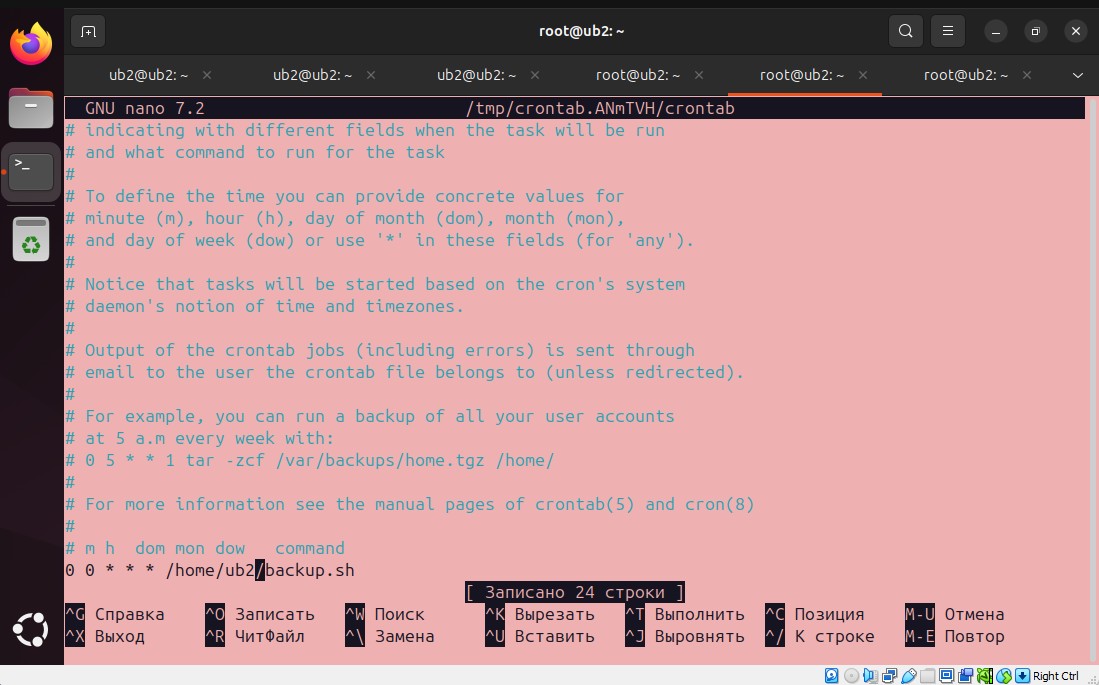 root@ub2: ~
ub2@ub2: ~ ub2@ub2: ~ ub2@ub2: ~ root@ub2: ~ root@ub2: ~ root@ub2: ~
GNU nano 7.2 /tmp/crontab.ANmTVH/crontab
# indicating with different fields when the task will be run
# and what command to run for the task
#
# To define the time you can provide concrete values for
# minute (m), hour (h), day of month (dom), month (mon),
# and day of week (dow) or use '*' in these fields (for 'any').
#
# Notice that tasks will be started based on the cron's system
# daemon's notion of time and timezones.
#
# Output of the crontab jobs (including errors) is sent through
# email to the user the crontab file belongs to (unless redirected).
#
# For example, you can run a backup of all your user accounts
# at 5 a.m every week with:
# 0 5 * * 1 tar -zcf /var/backups/home.tgz /home/
#
# For more information see the manual pages of crontab(5) and cron(8)
#
# m h  dom mon dow   command
0 0 * * * /home/ub2/backup.sh
[ Записано 24 строки ]
^G Справка ^O Записать ^W Поиск ^K Вырезать ^T Выполнить ^C Позиция M-U Отмена
^X Выход ^R ЧитФайл ^\ Замена ^U Вставить ^J Выровнять ^/ К строке M-E Повтор
Right Ctrl